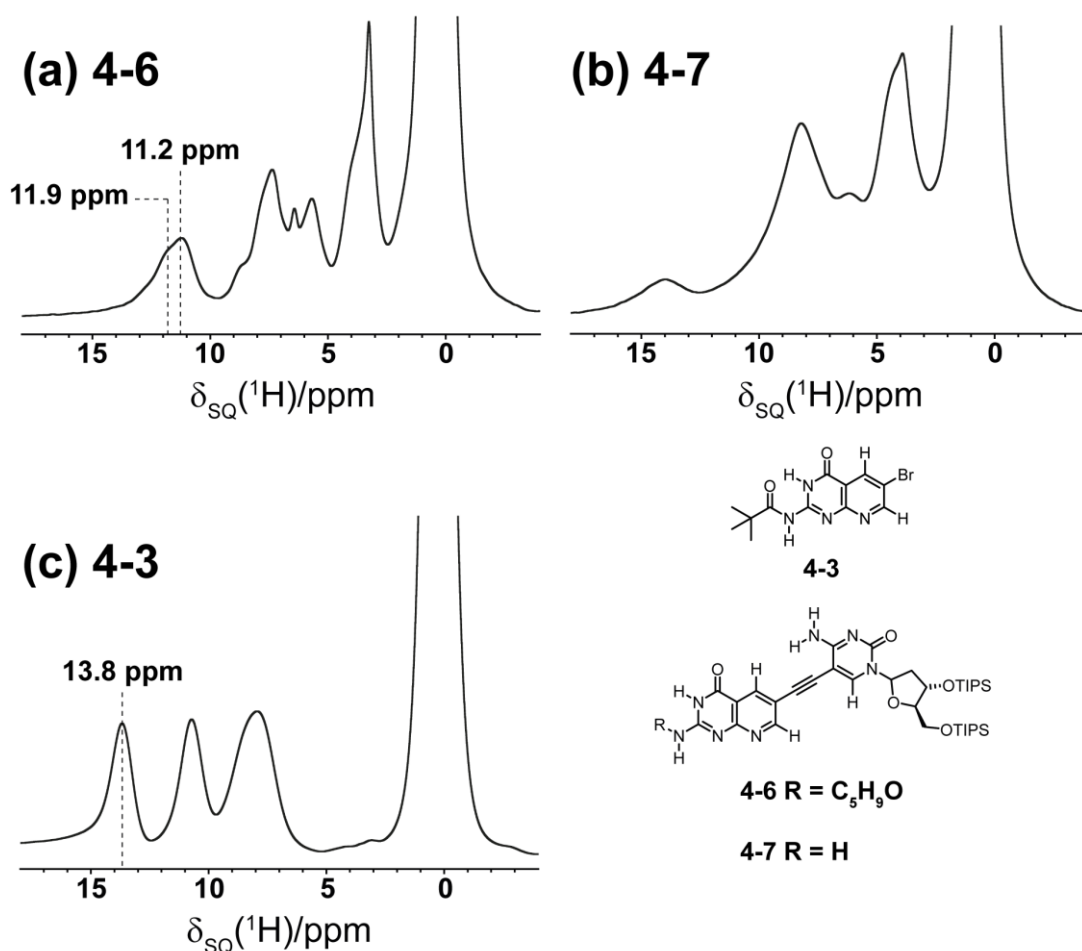 (a) 4-6
11.2 ppm
11.9 ppm
15 10 5 0
δSQ(¹H)/ppm
(b) 4-7
15 10 5 0
δSQ(¹H)/ppm
(c) 4-3
13.8 ppm
15 10 5 0
δSQ(¹H)/ppm
O H
H N Br
O
N N N H
H
4-3
H
H N N O
O H N
H N H O OTIPS
R
N N N H OTIPS
H
4-6 R = C₅H₉O
4-7 R = H